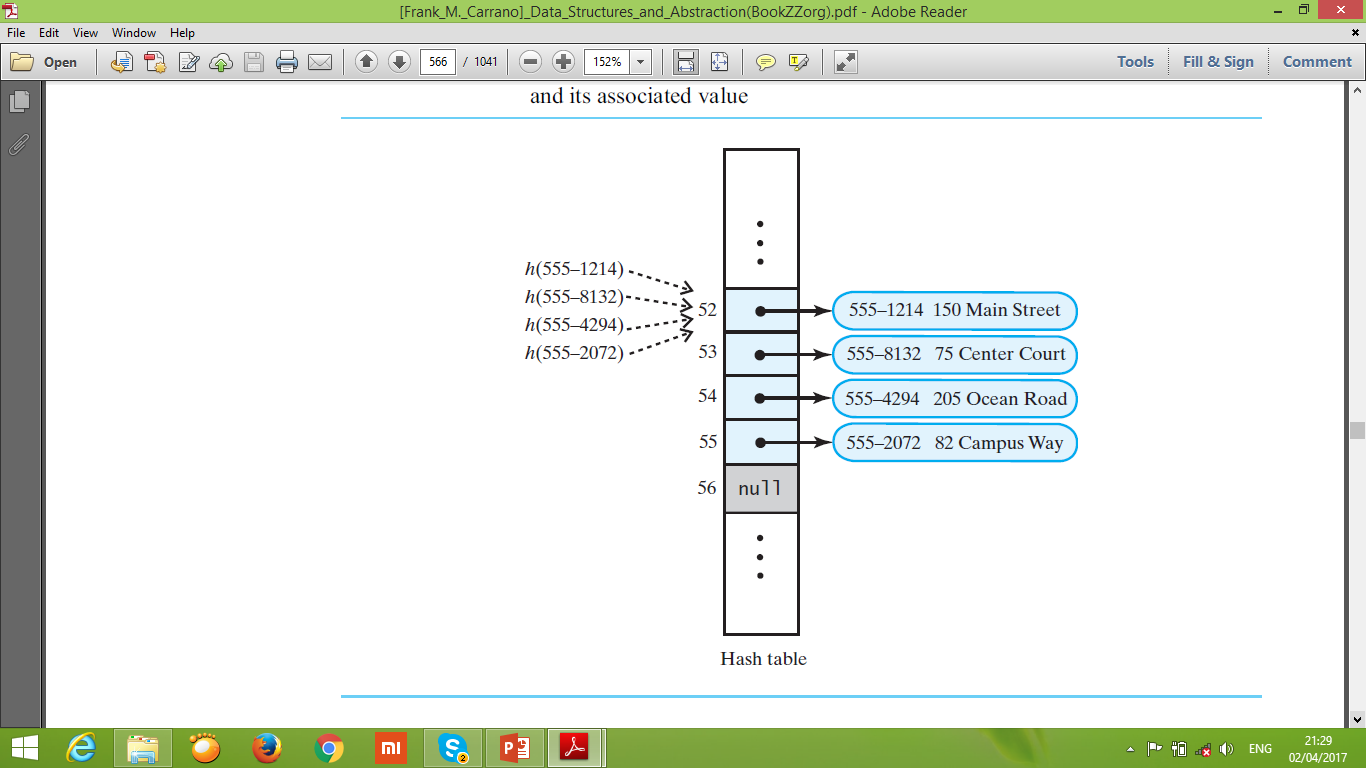 [Frank_M._Carrano]_Data_Structures_and_Abstraction(BookZZorg).pdf - Adobe Reader
File Edit View Window Help
Open 566 / 1041 152% Tools Fill & Sign Comment
and its associated value
h(555–1214)
h(555–8132)
h(555–4294)
h(555–2072)
52 555–1214 150 Main Street
53 555–8132 75 Center Court
54 555–4294 205 Ocean Road
55 555–2072 82 Campus Way
56 null
Hash table
mi
S 2
P
ENG
21:29
02/04/2017